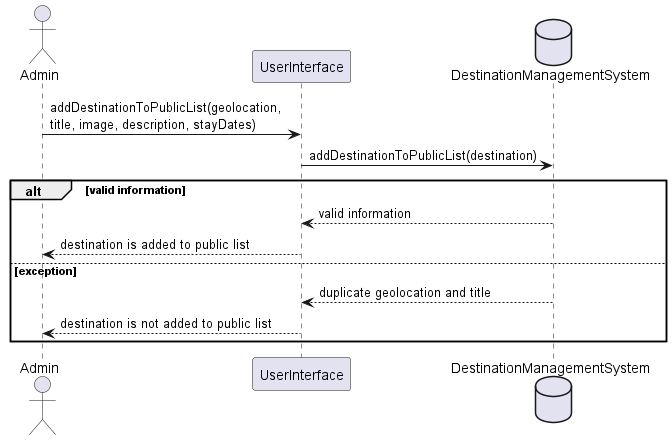 Admin
UserInterface
DestinationManagementSystem
addDestinationToPublicList(geolocation,
title, image, description, stayDates)
addDestinationToPublicList(destination)
alt [valid information]
valid information
destination is added to public list
[exception]
duplicate geolocation and title
destination is not added to public list
Admin
UserInterface
DestinationManagementSystem